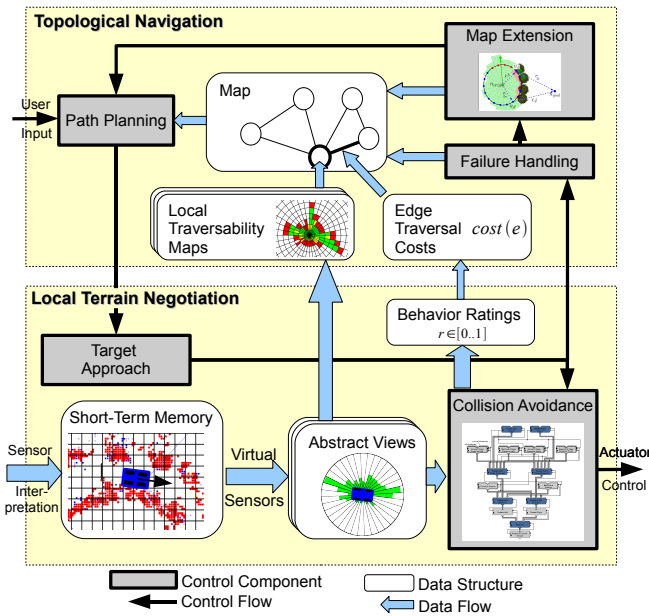 Topological Navigation
Map Extension
User
Input
Path Planning
Map
Failure Handling
Local
Traversability
Maps
Edge
Traversal cost(e)
Costs
Local Terrain Negotiation
Behavior Ratings
r∈[0..1]
Target
Approach
Collision Avoidance
Short-Term Memory
Abstract Views
Sensor
Inter-
pretation
Virtual
Sensors
Actuator
Control
Control Component
Control Flow
Data Structure
Data Flow